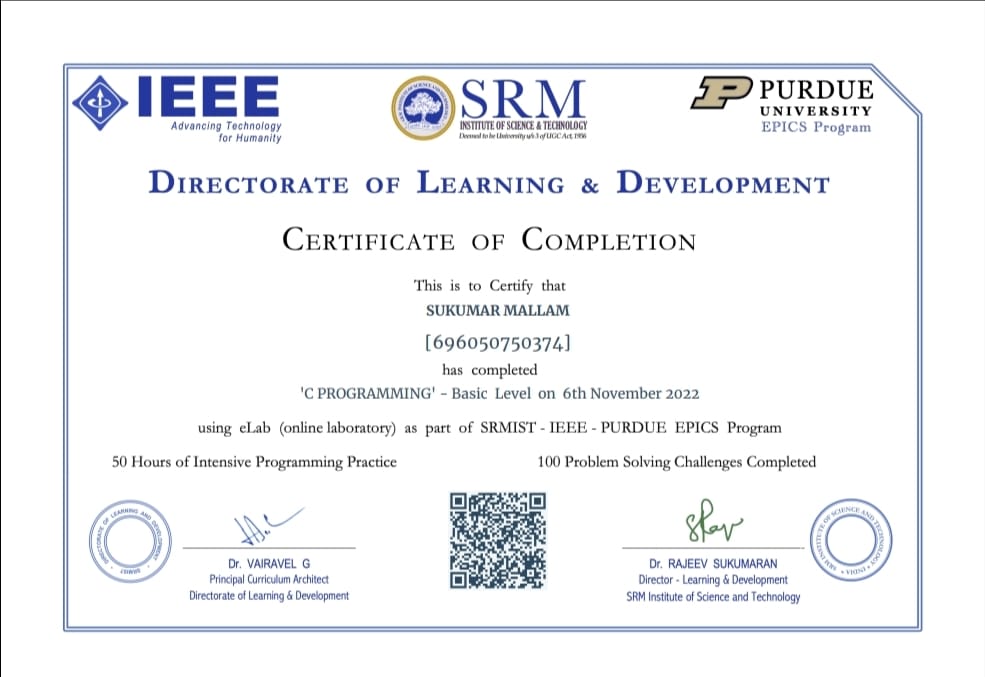 IEEE
Advancing Technology
for Humanity
SRM
INSTITUTE OF SCIENCE & TECHNOLOGY
Deemed to be University u/s 3 of UGC Act, 1956
P PURDUE
UNIVERSITY
EPICS Program
DIRECTORATE OF LEARNING & DEVELOPMENT
CERTIFICATE OF COMPLETION
This is to Certify that
SUKUMAR MALLAM
[696050750374]
has completed
'C PROGRAMMING' - Basic Level on 6th November 2022
using eLab (online laboratory) as part of SRMIST - IEEE - PURDUE EPICS Program
50 Hours of Intensive Programming Practice
100 Problem Solving Challenges Completed
DIRECTORATE OF LEARNING AND DEVELOPMENT
SRMIST
Dr. VAIRAVEL G
Principal Curriculum Architect
Directorate of Learning & Development
Dr. RAJEEV SUKUMARAN
Director - Learning & Development
SRM Institute of Science and Technology
SRM INSTITUTE OF SCIENCE AND TECHNOLOGY • INDIA •